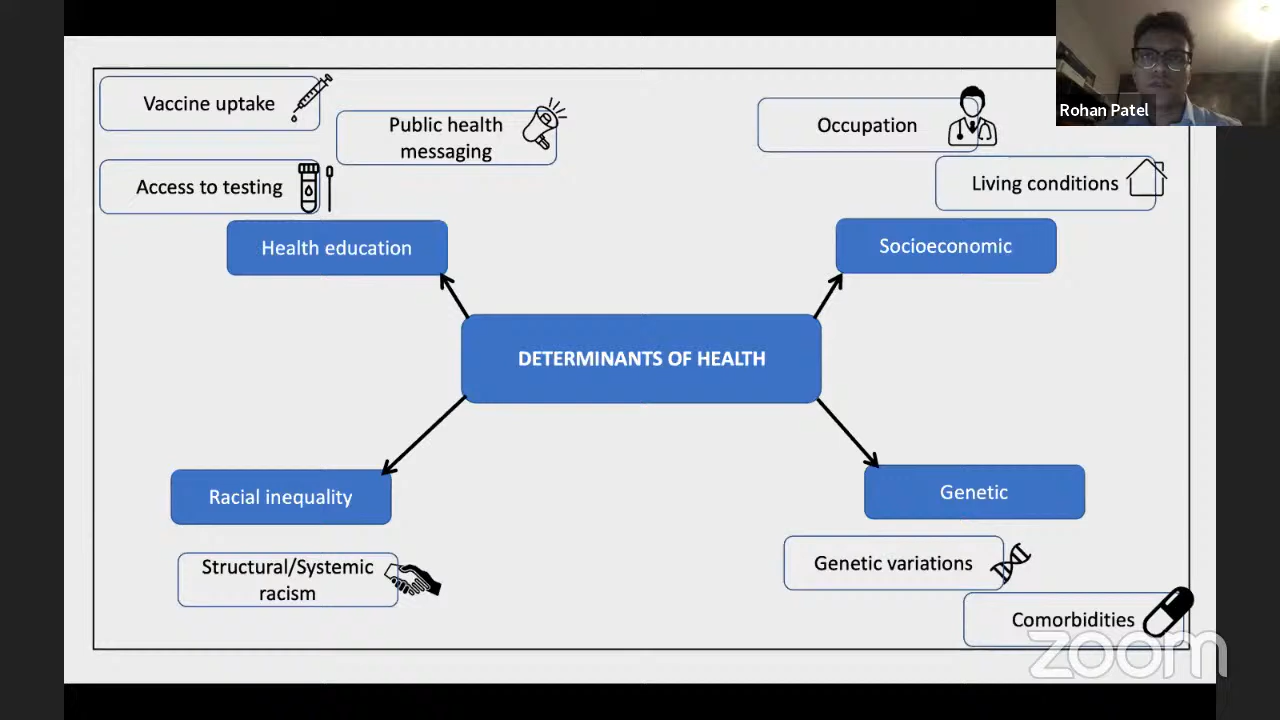 Vaccine uptake
Public health
messaging
Access to testing
Health education
Occupation
Living conditions
Socioeconomic
Rohan Patel
DETERMINANTS OF HEALTH
Racial inequality
Structural/Systemic
racism
Genetic
Genetic variations
Comorbidities
zoom